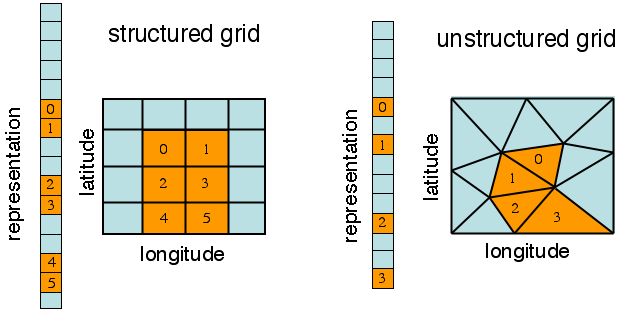 structured grid
representation
0
1
2
3
4
5
latitude
0 1
2 3
4 5
longitude
unstructured grid
representation
0
1
2
3
latitude
0
1
2
3
longitude